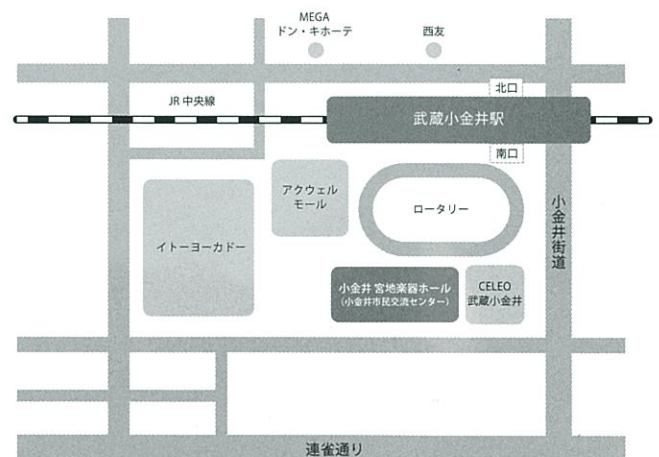 MEGA
ドン・キホーテ
西友
北口
JR 中央線
武蔵小金井駅
南口
アクウェル
モール
ロータリー
小金井街道
イトーヨーカドー
小金井 宮地楽器ホール
（小金井市民交流センター）
CELEO
武蔵小金井
連雀通り